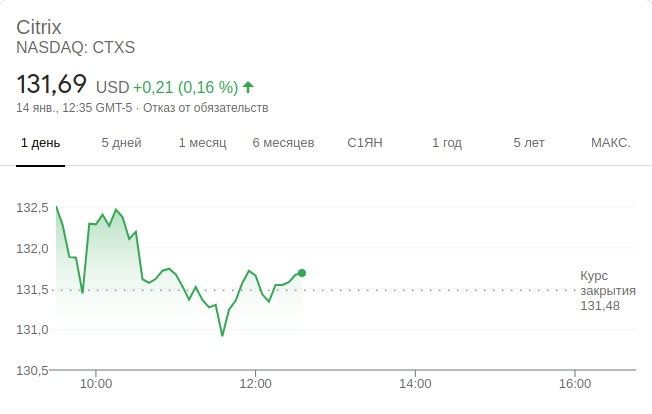 Citrix
NASDAQ: CTXS
131,69 USD +0,21 (0,16 %)
14 янв., 12:35 GMT-5 · Отказ от обязательств
1 день 5 дней 1 месяц 6 месяцев С1ЯН 1 год 5 лет МАКС.
132,5
132,0
131,5
131,0
130,5
Курс
закрытия
131,48
10:00 12:00 14:00 16:00